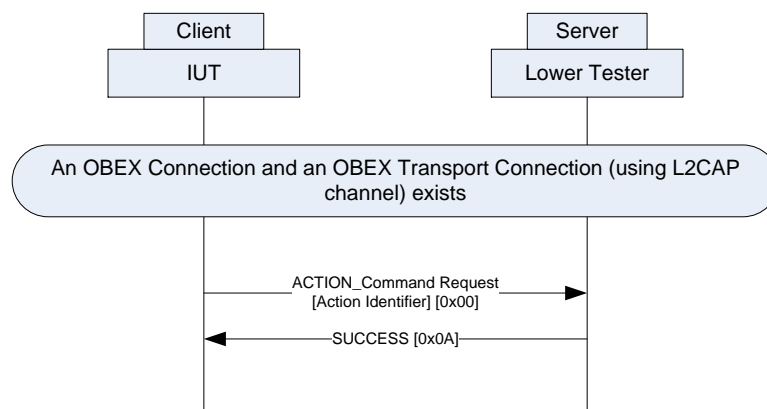 Client
Server
IUT
Lower Tester
An OBEX Connection and an OBEX Transport Connection (using L2CAP
channel) exists
ACTION_Command Request
[Action Identifier] [0x00]
SUCCESS [0x0A]